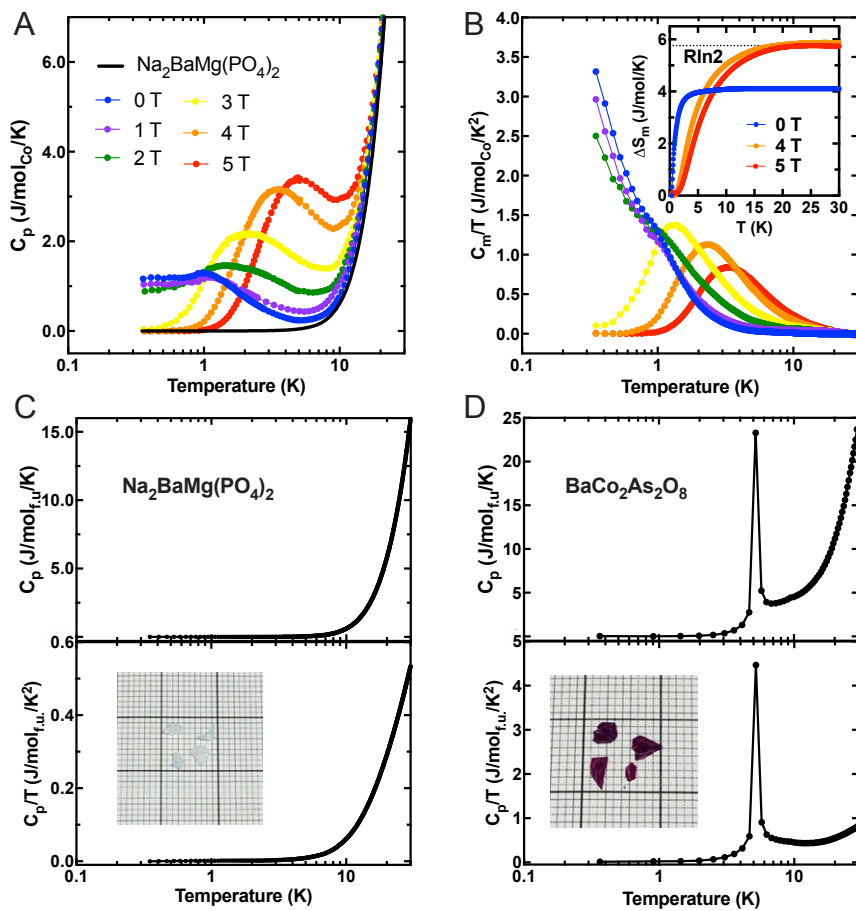 A
C_p (J/mol_Co/K)
6.0
4.0
2.0
0.0
Na₂BaMg(PO₄)₂
0 T
3 T
1 T
4 T
2 T
5 T
0.1
1
10
Temperature (K)
B
C_m/T (J/mol_Co/K²)
4.0
3.5
3.0
2.5
2.0
1.5
1.0
0.5
0.0
ΔS_m (J/mol/K)
6
4
2
0
Rln2
0 T
4 T
5 T
0
5
10
15
20
25
30
T (K)
0.1
1
10
Temperature (K)
C
C_p (J/mol_f.u/K)
15.0
10.0
5.0
Na₂BaMg(PO₄)₂
C_p/T (J/mol_f.u./K²)
0.6
0.4
0.2
0.0
0.1
1
10
Temperature (K)
D
C_p (J/mol_f.u/K)
25
20
15
10
5
BaCo₂As₂O₈
C_p/T (J/mol_f.u./K²)
5
4
3
2
1
0
0.1
1
10
Temperature (K)